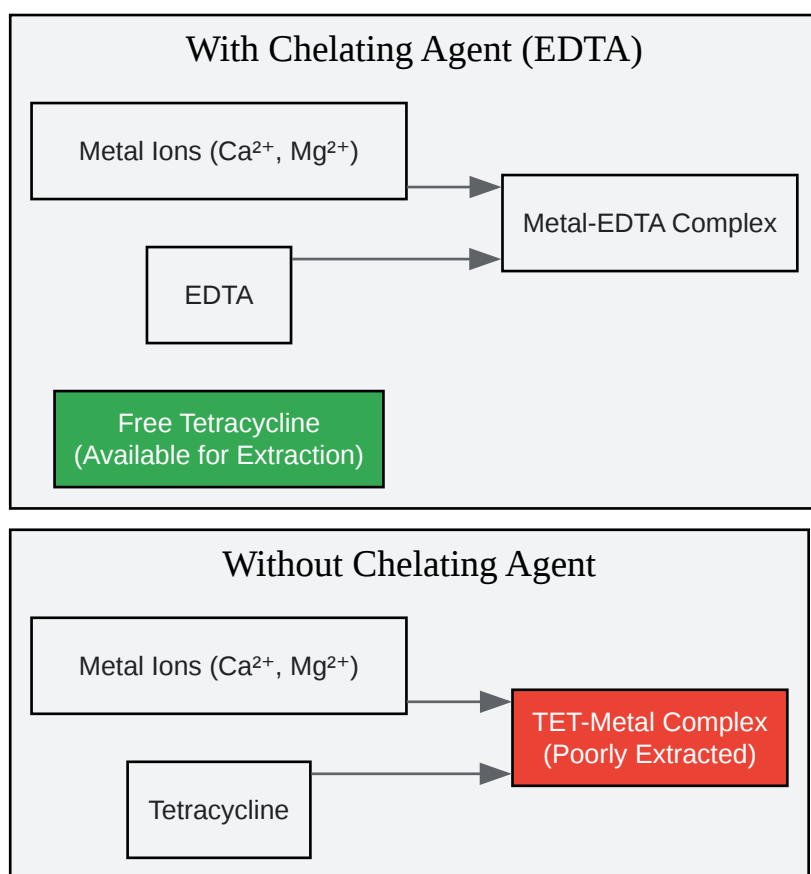 With Chelating Agent (EDTA)
Metal Ions (Ca²⁺, Mg²⁺)
Metal-EDTA Complex
EDTA
Free Tetracycline
(Available for Extraction)
Without Chelating Agent
Metal Ions (Ca²⁺, Mg²⁺)
TET-Metal Complex
(Poorly Extracted)
Tetracycline